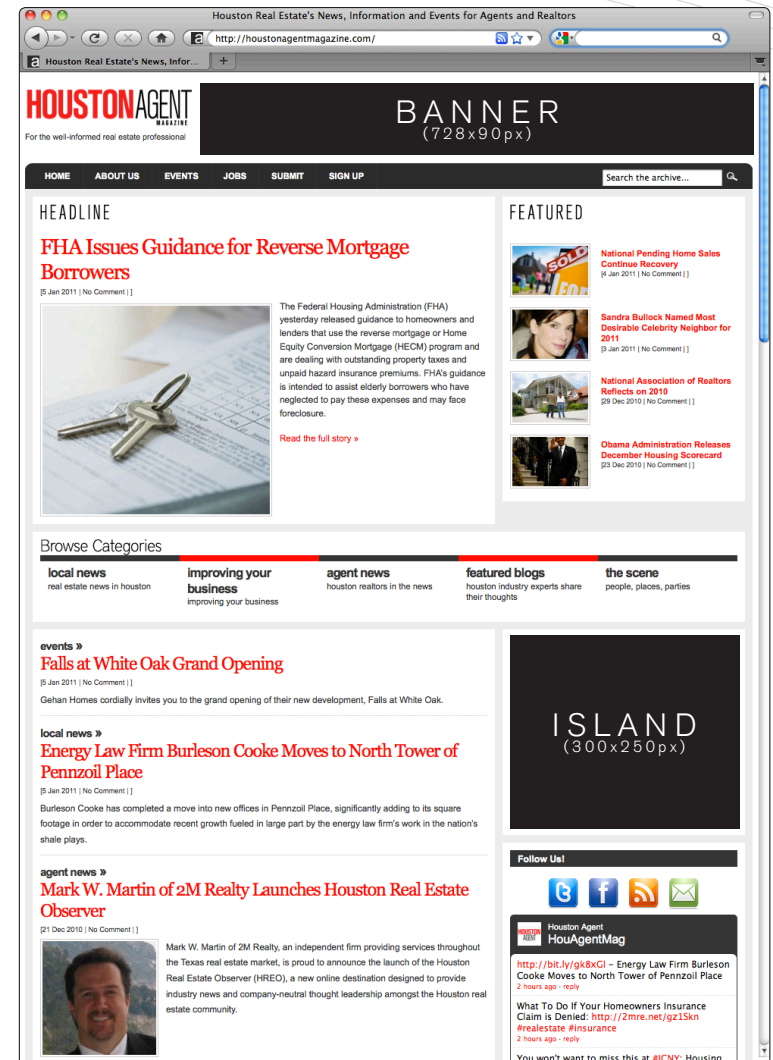 Houston Real Estate's News, Information and Events for Agents and Realtors
http://houstonagentmagazine.com/
Houston Real Estate's News, Infor...
HOUSTONAGENT
MAGAZINE
For the well-informed real estate professional
BANNER
(728x90px)
HOME ABOUT US EVENTS JOBS SUBMIT SIGN UP
Search the archive...
HEADLINE
FHA Issues Guidance for Reverse Mortgage
Borrowers
[5 Jan 2011 | No Comment | ]
The Federal Housing Administration (FHA)
yesterday released guidance to homeowners and
lenders that use the reverse mortgage or Home
Equity Conversion Mortgage (HECM) program and
are dealing with outstanding property taxes and
unpaid hazard insurance premiums. FHA's guidance
is intended to assist elderly borrowers who have
neglected to pay these expenses and may face
foreclosure.
Read the full story »
FEATURED
SOLD
FOR
National Pending Home Sales
Continue Recovery
[4 Jan 2011 | No Comment | ]
Sandra Bullock Named Most
Desirable Celebrity Neighbor for
2011
[3 Jan 2011 | No Comment | ]
National Association of Realtors
Reflects on 2010
[29 Dec 2010 | No Comment | ]
Obama Administration Releases
December Housing Scorecard
[23 Dec 2010 | No Comment | ]
Browse Categories
local news
real estate news in houston
improving your
business
improving your business
agent news
houston realtors in the news
featured blogs
houston industry experts share
their thoughts
the scene
people, places, parties
events »
Falls at White Oak Grand Opening
[5 Jan 2011 | No Comment | ]
Gehan Homes cordially invites you to the grand opening of their new development, Falls at White Oak.
local news »
Energy Law Firm Burleson Cooke Moves to North Tower of
Pennzoil Place
[5 Jan 2011 | No Comment | ]
Burleson Cooke has completed a move into new offices in Pennzoil Place, significantly adding to its square
footage in order to accommodate recent growth fueled in large part by the energy law firm's work in the nation's
shale plays.
agent news »
Mark W. Martin of 2M Realty Launches Houston Real Estate
Observer
[21 Dec 2010 | No Comment | ]
Mark W. Martin of 2M Realty, an independent firm providing services throughout
the Texas real estate market, is proud to announce the launch of the Houston
Real Estate Observer (HREO), a new online destination designed to provide
industry news and company-neutral thought leadership amongst the Houston real
estate community.
ISLAND
(300x250px)
Follow Us!
HOUSTON
AGENT
Houston Agent
HouAgentMag
http://bit.ly/gk8xGl – Energy Law Firm Burleson
Cooke Moves to North Tower of Pennzoil Place
2 hours ago · reply
What To Do If Your Homeowners Insurance
Claim is Denied: http://2mre.net/gz1Skn
#realestate #insurance
2 hours ago · reply
You won't want to miss this at #ICNY: Housing